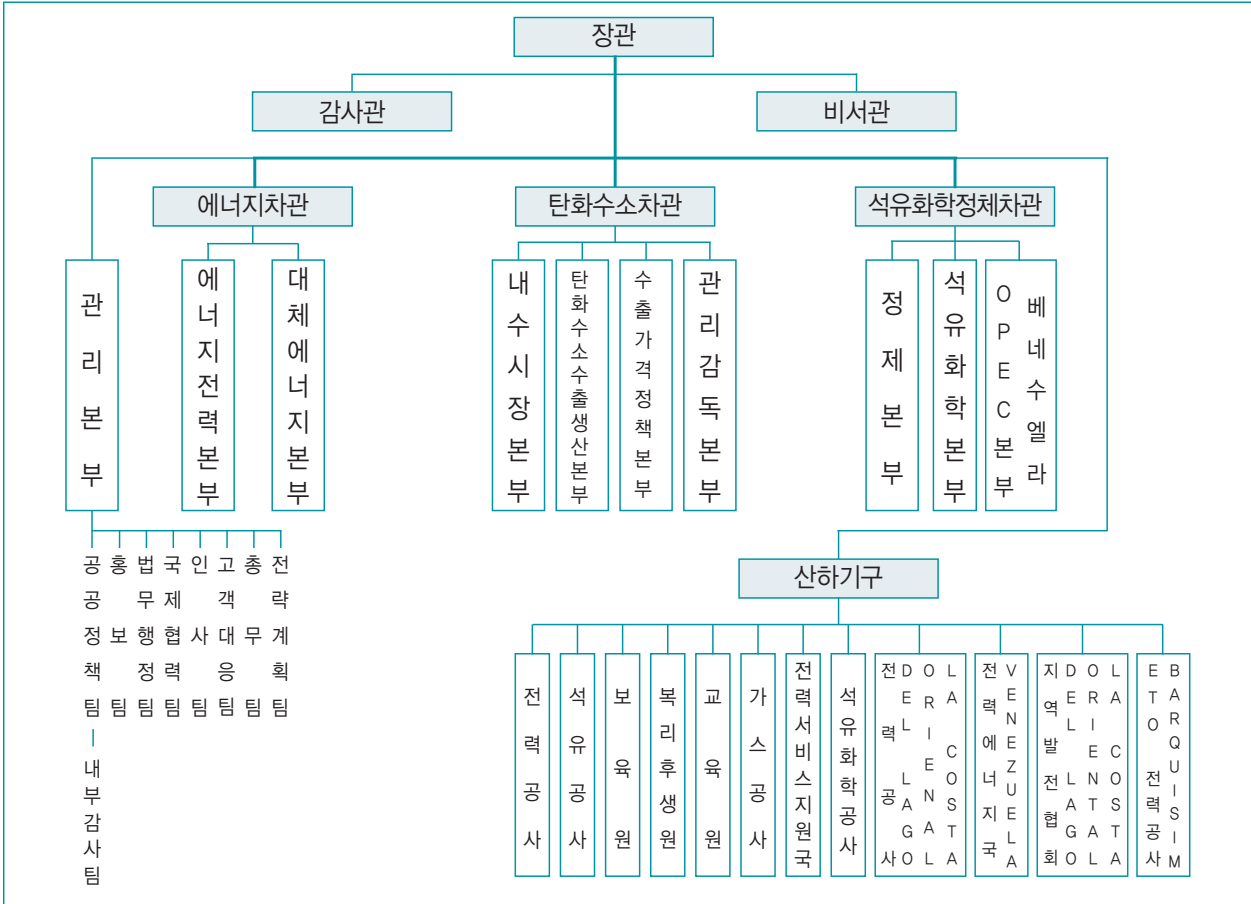 장관
감사관
비서관
에너지차관
탄화수소차관
석유화학정체차관
관리본부
에너지전력본부
대체에너지본부
내수시장본부
탄화수소수출생산본부
수출가격정책본부
관리감독본부
정제본부
석유화학본부
베네수엘라
OPEC본부
공공정책팀
홍보팀
법무행정팀
국제협력팀
인사팀
고객대응팀
총무팀
전략계획팀
내부감사팀
산하기구
전력공사
석유공사
보육원
복리후생원
교육원
가스공사
전력서비스지원국
석유화학공사
LA COSTA
ORIENAL
DEL LAGO
전력공사
VENEZUELA
전력에너지국
LA COSTA
ORIENTAL
DEL LAGO
지역발전협회
BARQUISIM
ETO 전력공사